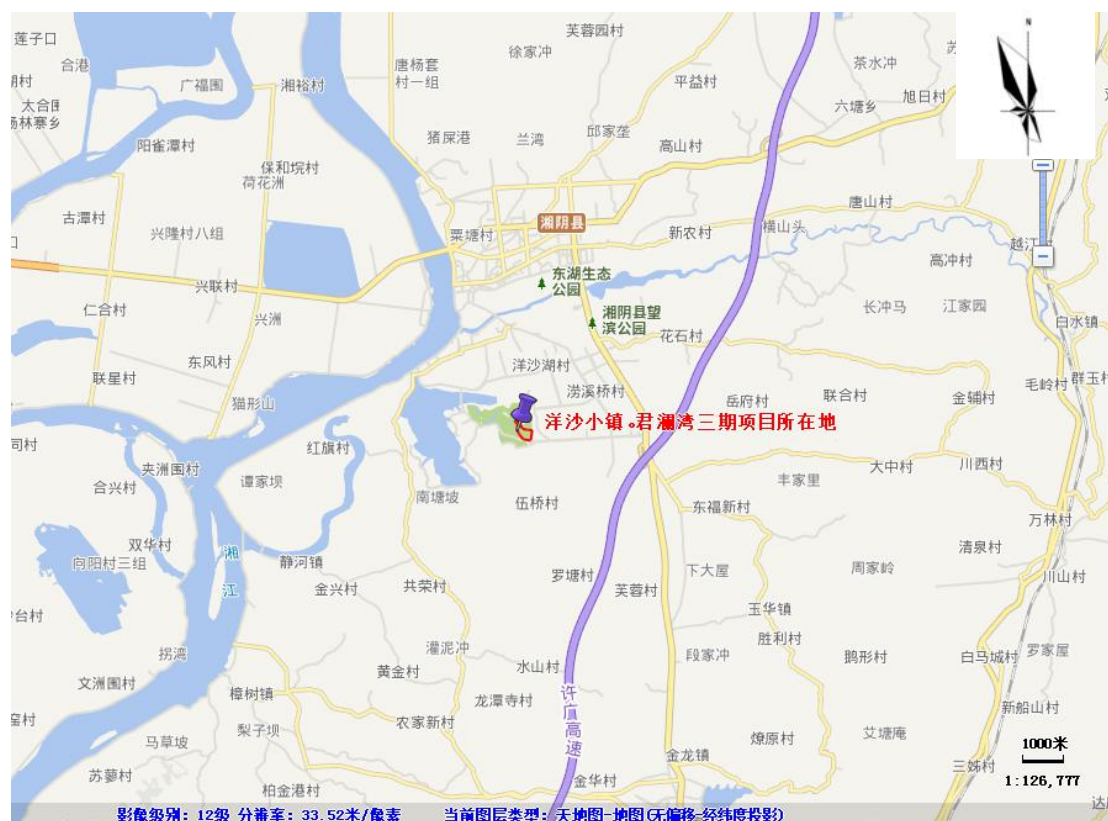 芙蓉园村
莲子口
徐家冲
N
合港
唐杨套
村一组
茶水冲
广福围
湘裕村
平益村
旭日村
太合围
杨林寨乡
六塘乡
猪屎港
兰湾
邱家垄
阳雀潭村
高山村
保和垸村
荷花洲
唐山村
古潭村
湘阴县
横山头
兴隆村八组
粟塘村
新农村
高冲村
东湖生态
公园
兴联村
仁合村
长冲马
江家园
兴洲
湘阴县望
滨公园
白水镇
花石村
东风村
洋沙湖村
联星村
涝溪桥村
毛岭村
群玉村
岳府村
联合村
金辅村
猫形山
洋沙小镇。君澜湾三期项目所在地
红旗村
夹洲围村
大中村
川西村
谭家坝
丰家里
合兴村
南塘坡
伍桥村
东福新村
万林村
双华村
湘江
清泉村
向阳村三组
静河镇
周家岭
罗塘村
下大屋
川山村
金兴村
共荣村
芙蓉村
玉华镇
胜利村
灌泥冲
拐湾
段家冲
鹅形村
白马城村
罗家屋
水山村
黄金村
文洲围村
樟树镇
龙潭寺村
许广高速
新船山村
农家新村
梨子坝
艾塘庵
马草坡
燎原村
1000米
金龙镇
三姊村
苏蓼村
1:126,777
柏金港村
金华村
影像级别：12级 分辨率：33.52米/像素 当前图层类型：天地图-地图(无偏移-经纬度投影)